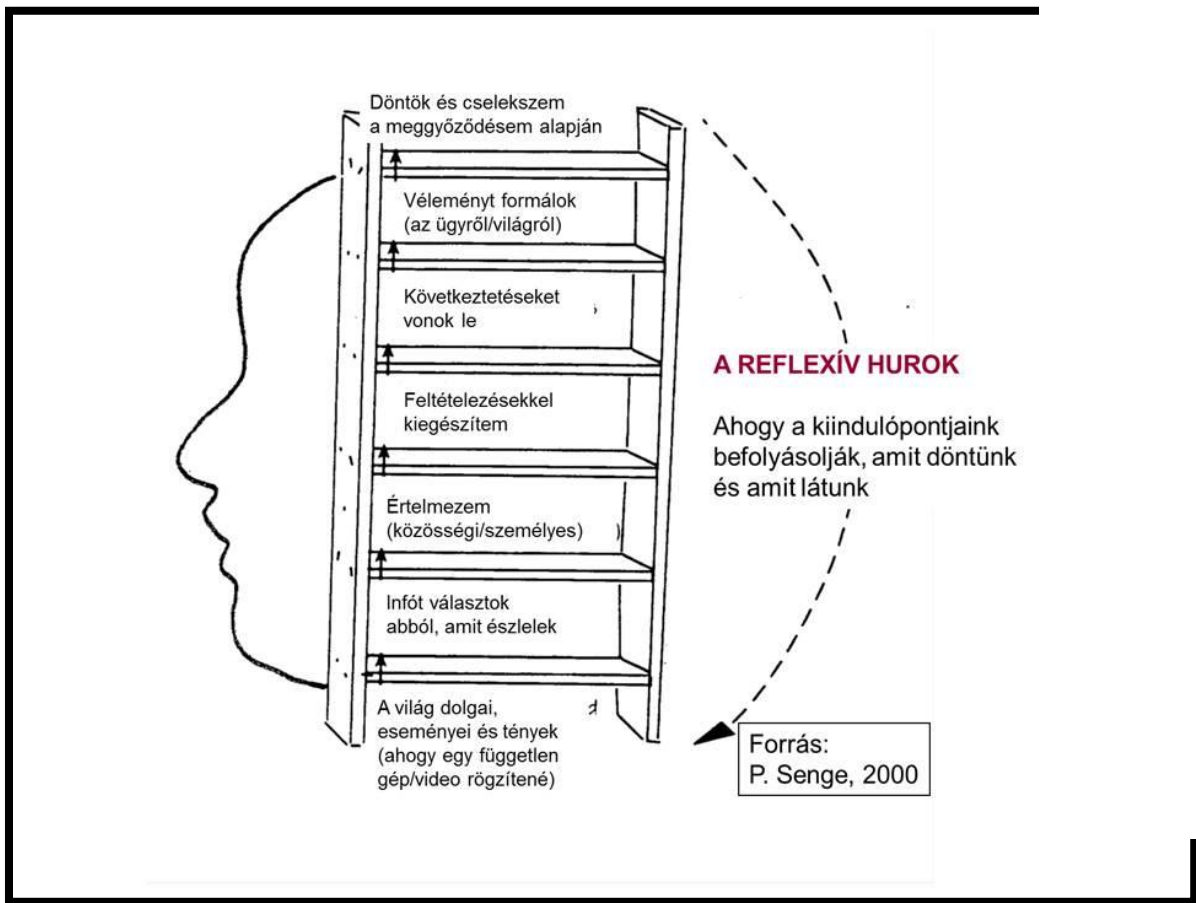 Döntök és cselekszem
a meggyőződésem alapján
Véleményt formálok
(az ügyről/világról)
Következtetéseket
vonok le
Feltételezésekkel
kiegészítem
Értelmezem
(közösségi/személyes)
Infót választok
abból, amit észlelek
A világ dolgai,
eseményei és tények
(ahogy egy független
gép/video rögzítené)
A REFLEXÍV HUROK
Ahogy a kiindulópontjaink
befolyásolják, amit döntünk
és amit látunk
Forrás:
P. Senge, 2000